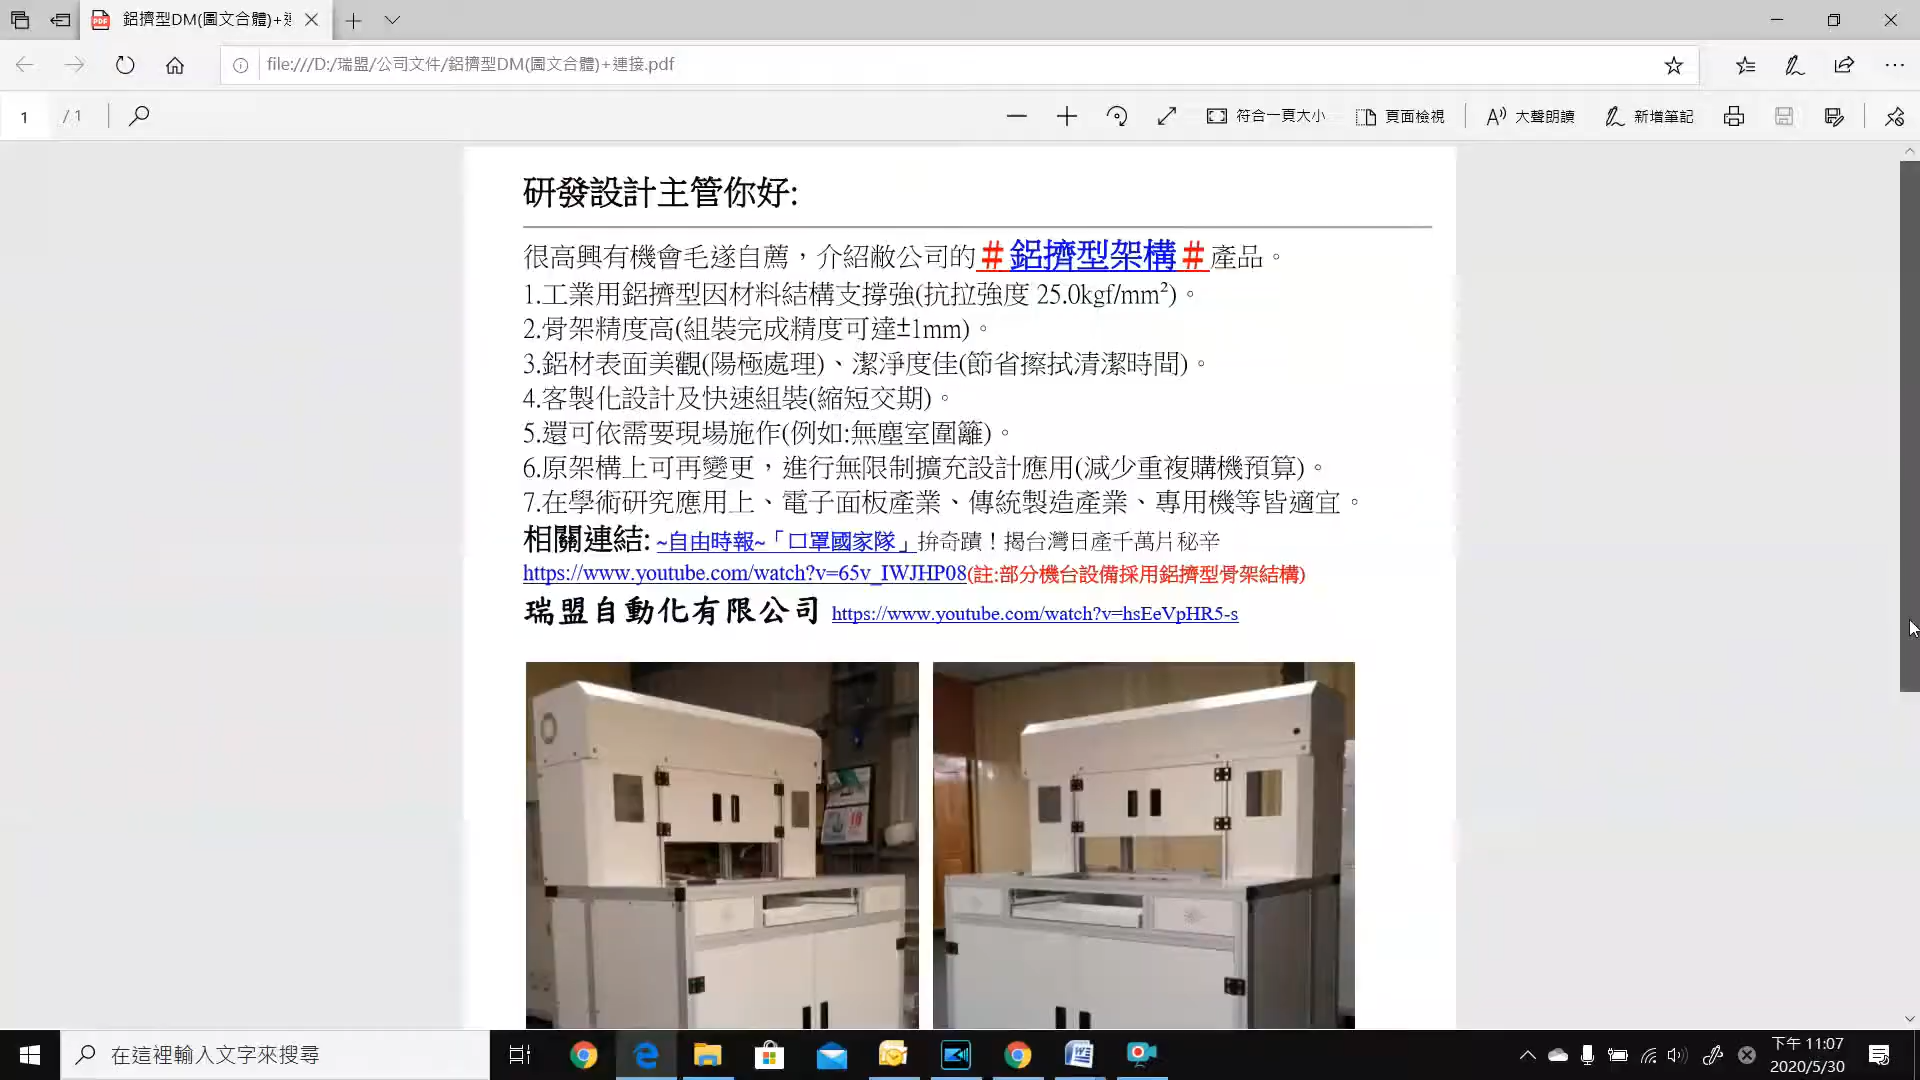 鋁擠型DM(圖文合體)+連
file:///D:/瑞盟/公司文件/鋁擠型DM(圖文合體)+連接.pdf
1 / 1
符合一頁大小 頁面檢視 大聲朗讀 新增筆記
研發設計主管你好:
很高興有機會毛遂自薦，介紹敝公司的 # 鋁擠型架構 # 產品。
1.工業用鋁擠型因材料結構支撐強(抗拉強度 25.0kgf/mm²)。
2.骨架精度高(組裝完成精度可達±1mm)。
3.鋁材表面美觀(陽極處理)、潔淨度佳(節省擦拭清潔時間)。
4.客製化設計及快速組裝(縮短交期)。
5.還可依需要現場施作(例如:無塵室圍籬)。
6.原架構上可再變更，進行無限制擴充設計應用(減少重複購機預算)。
7.在學術研究應用上、電子面板產業、傳統製造產業、專用機等皆適宜。
相關連結: ~自由時報~「口罩國家隊」拚奇蹟！揭台灣日產千萬片秘辛
https://www.youtube.com/watch?v=65v_IWJHP08(註:部分機台設備採用鋁擠型骨架結構)
瑞盟自動化有限公司 https://www.youtube.com/watch?v=hsEeVpHR5-s
在這裡輸入文字來搜尋
下午 11:07
2020/5/30